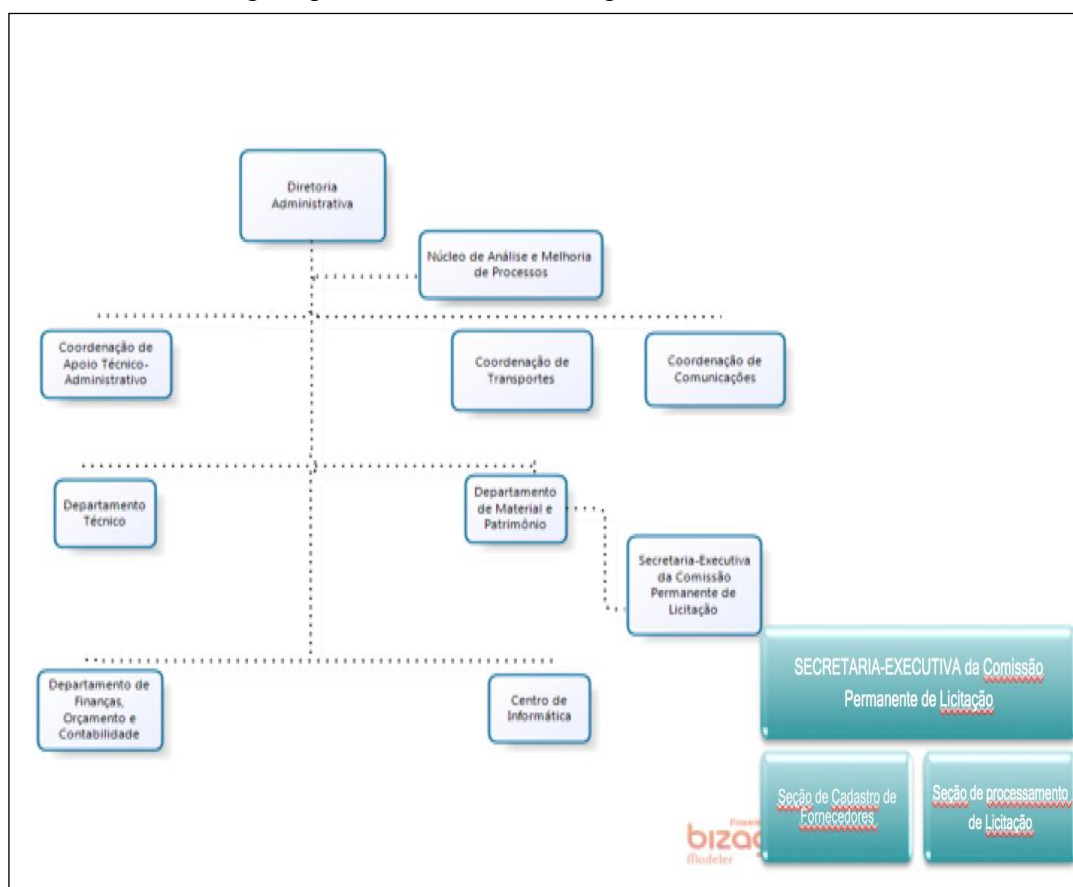 Diretoria
Administrativa
Núcleo de Análise e Melhoria
de Processos
Coordenação de
Apoio Técnico-
Administrativo
Coordenação de
Transportes
Coordenação de
Comunicações
Departamento
Técnico
Departamento
de Material e
Patrimônio
Secretaria-Executiva
da Comissão
Permanente de
Licitação
SECRETARIA-EXECUTIVA da Comissão
Permanente de Licitação
Departamento de
Finanças,
Orçamento e
Contabilidade
Centro de
Informática
Seção de Cadastro de
Fornecedores
Seção de processamento
de Licitação
Modeler